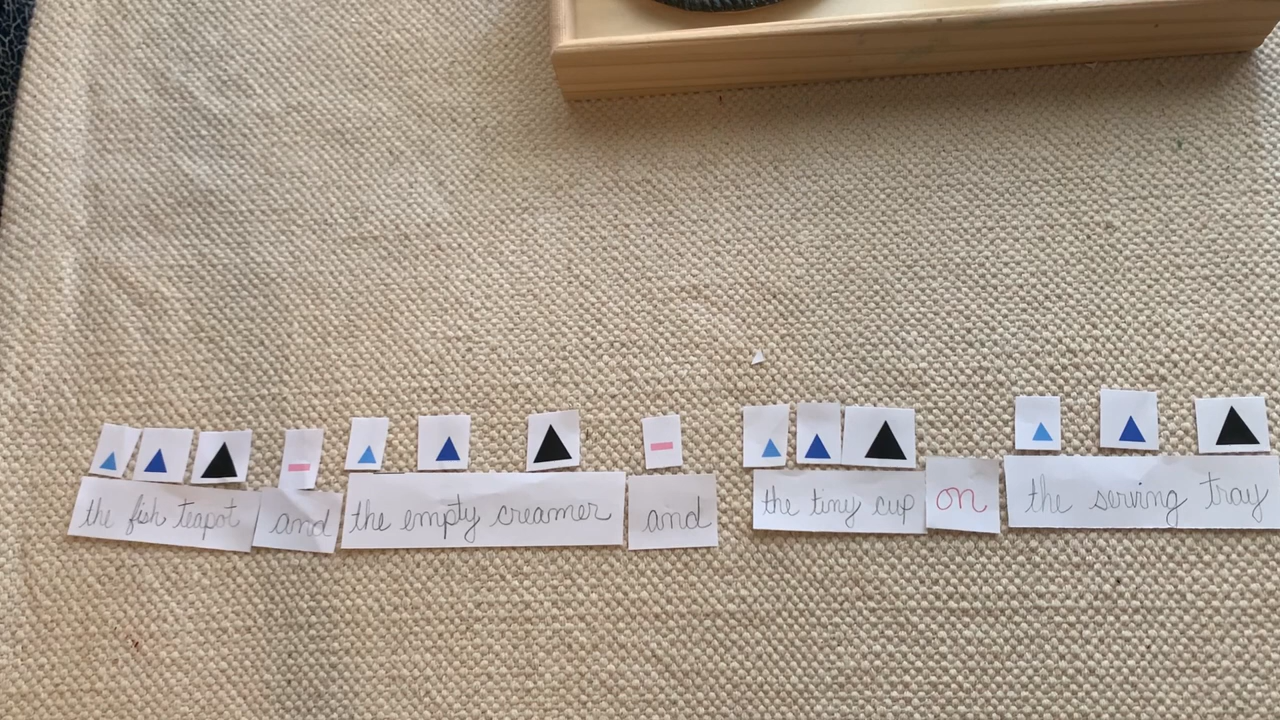 the fish teapot and the empty creamer and the tiny cup on the serving tray